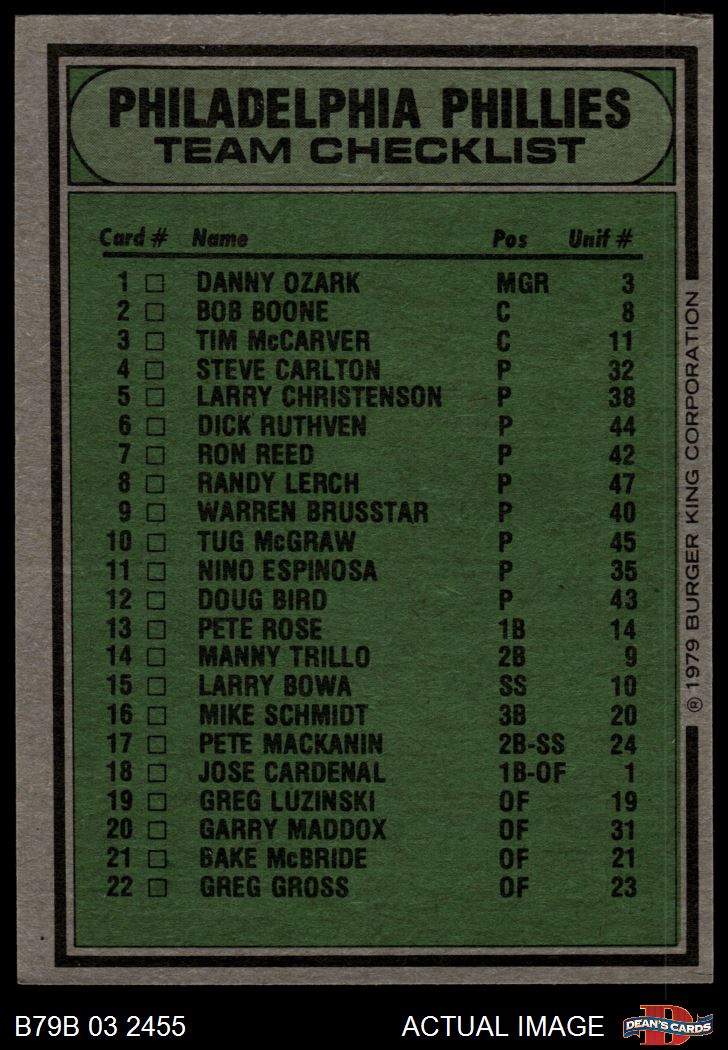 PHILADELPHIA PHILLIES
TEAM CHECKLIST
Card # Name Pos Unif #
1 DANNY OZARK MGR 3
2 BOB BOONE C 8
3 TIM McCARVER C 11
4 STEVE CARLTON P 32
5 LARRY CHRISTENSON P 38
6 DICK RUTHVEN P 44
7 RON REED P 42
8 RANDY LERCH P 47
9 WARREN BRUSSTAR P 40
10 TUG McGRAW P 45
11 NINO ESPINOSA P 35
12 DOUG BIRD P 43
13 PETE ROSE 1B 14
14 MANNY TRILLO 2B 9
15 LARRY BOWA SS 10
16 MIKE SCHMIDT 3B 20
17 PETE MACKANIN 2B-SS 24
18 JOSE CARDENAL 1B-OF 1
19 GREG LUZINSKI OF 19
20 GARRY MADDOX OF 31
21 BAKE McBRIDE OF 21
22 GREG GROSS OF 23
® 1979 BURGER KING CORPORATION
B79B 03 2455 ACTUAL IMAGE
D
DEAN'S CARDS